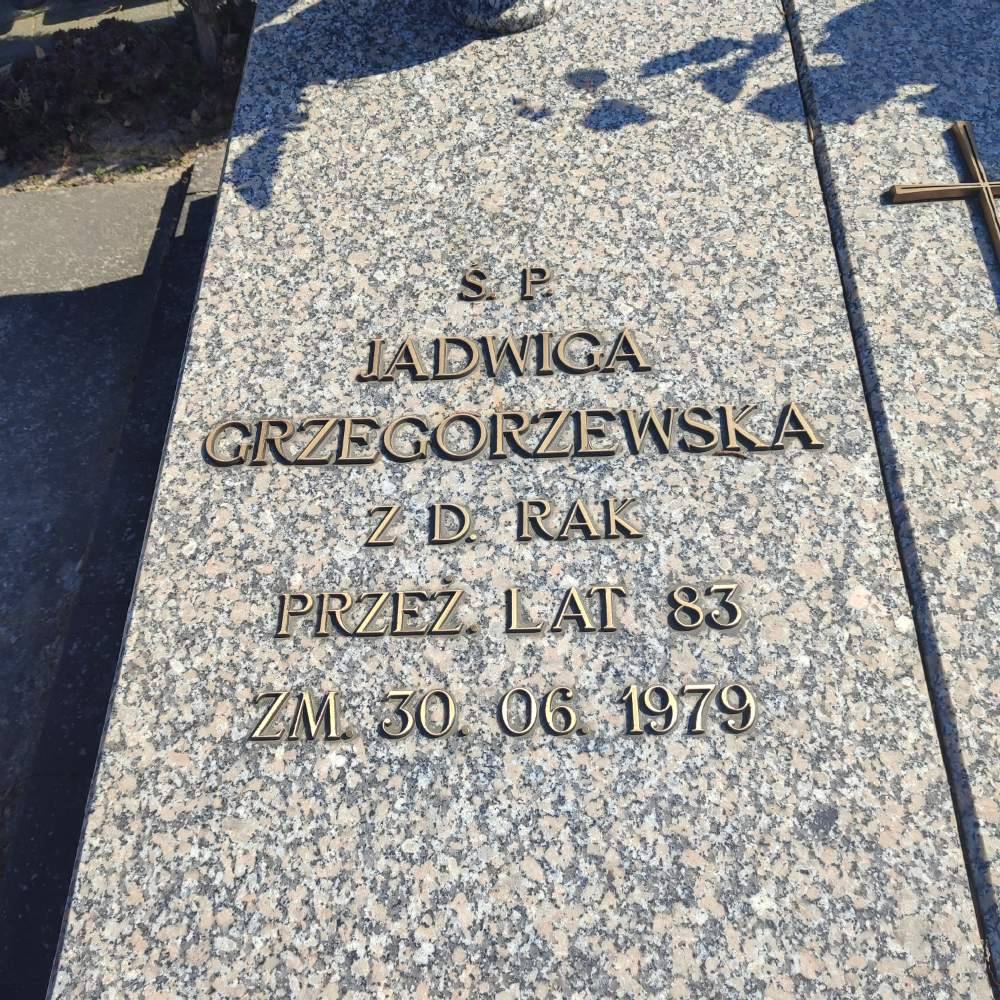 Ś. P.
JADWIGA
GRZEGORZEWSKA
Z D. RAK
PRZEŻ. LAT 83
ZM. 30. 06. 1979